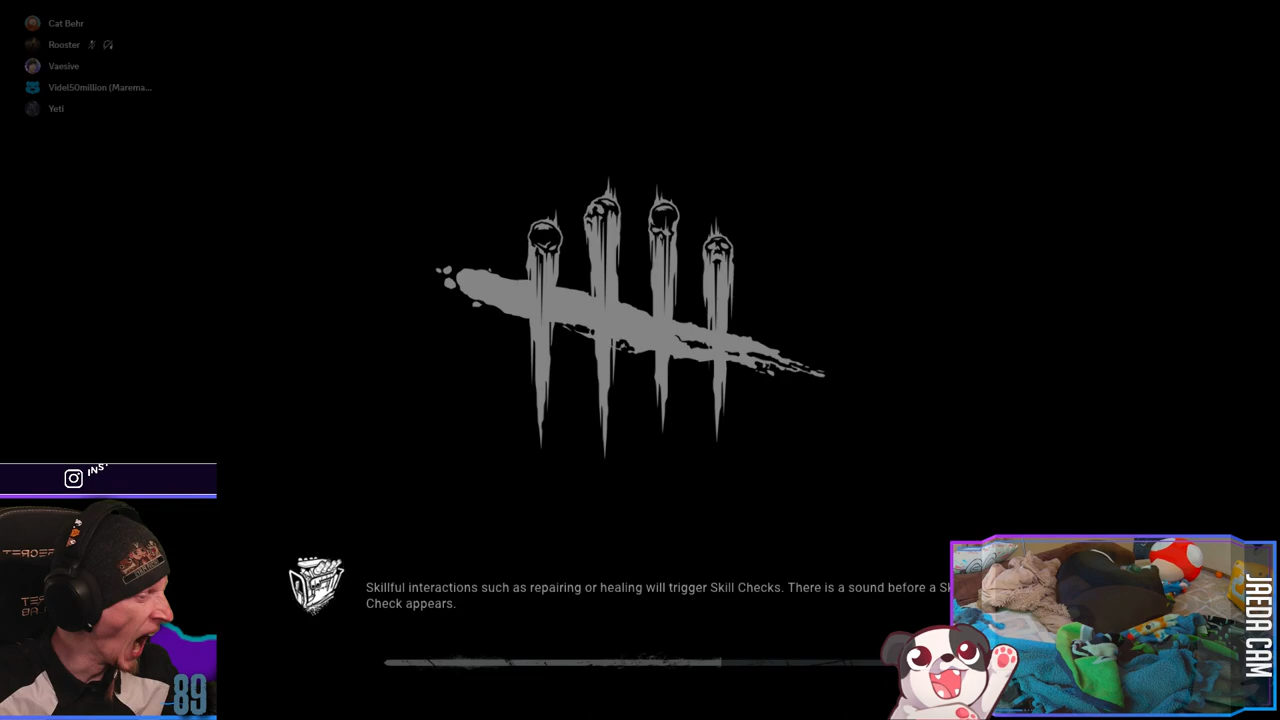 Cat Behr
Rooster
Vaesive
Videl50million (Marema...
Yeti
INS
Skillful interactions such as repairing or healing will trigger Skill Checks. There is a sound before a
Check appears.
89
JAEDA CAM